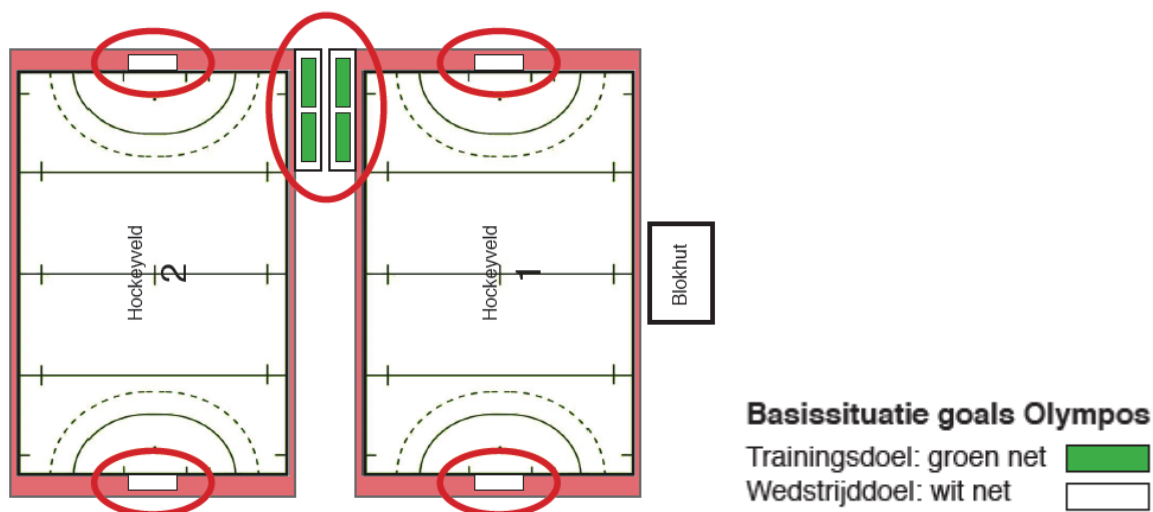 Hockeyveld
2
Hockeyveld
1
Blokhut
Basissituatie goals Olympos
Trainingsdoel: groen net
Wedstrijddoel: wit net